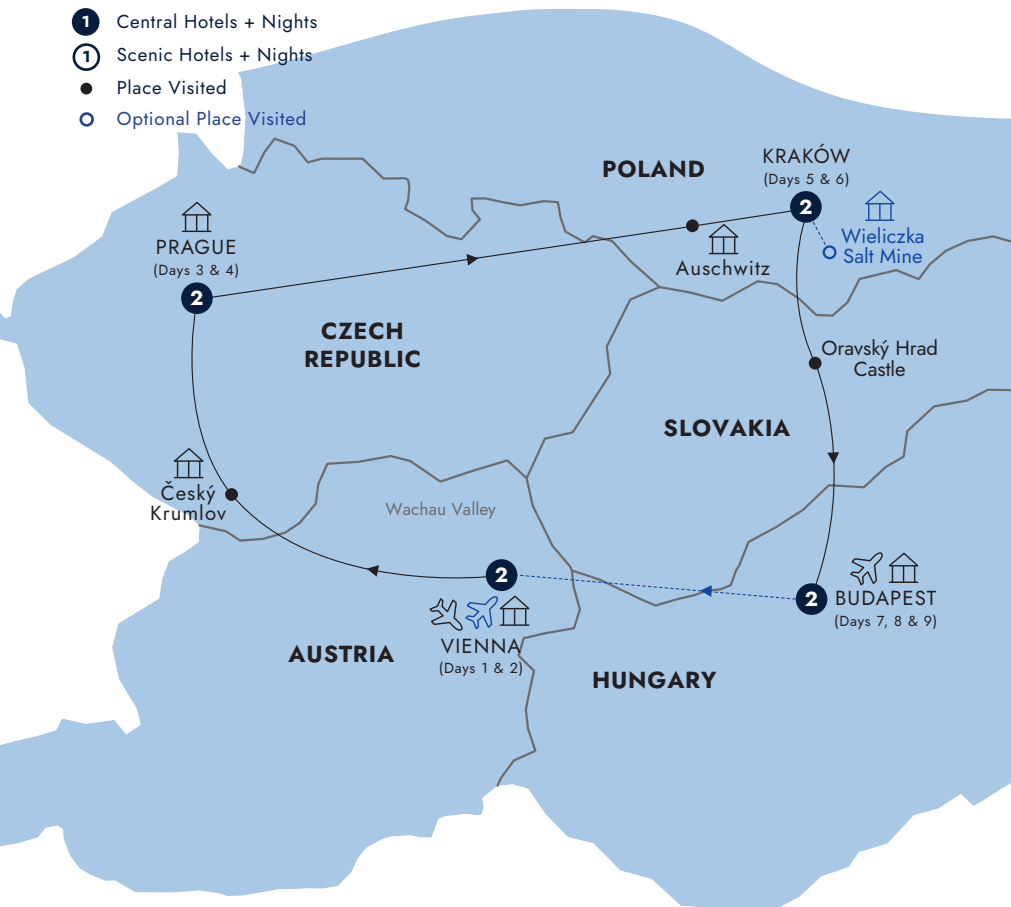 1 Central Hotels + Nights
1 Scenic Hotels + Nights
Place Visited
Optional Place Visited
POLAND
KRAKÓW
(Days 5 & 6)
2
Wieliczka
Salt Mine
Auschwitz
PRAGUE
(Days 3 & 4)
2
CZECH
REPUBLIC
Oravský Hrad
Castle
SLOVAKIA
Český
Krumlov
Wachau Valley
2
VIENNA
(Days 1 & 2)
AUSTRIA
2
BUDAPEST
(Days 7, 8 & 9)
HUNGARY